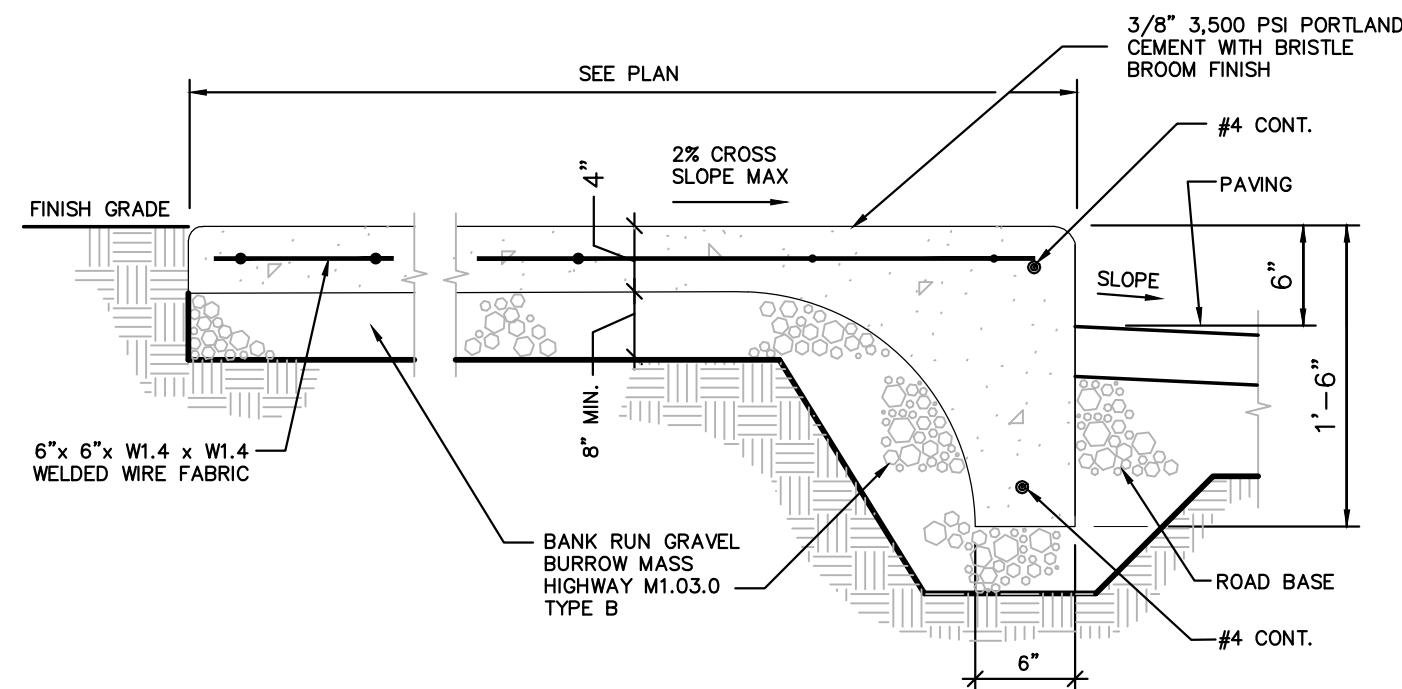 3/8” 3,500 PSI PORTLAND
CEMENT WITH BRISTLE
BROOM FINISH
SEE PLAN
#4 CONT.
2% CROSS
SLOPE MAX
4”
PAVING
FINISH GRADE
SLOPE
6”
1’–6”
8” MIN.
6”x 6”x W1.4 x W1.4
WELDED WIRE FABRIC
BANK RUN GRAVEL
BURROW MASS
HIGHWAY M1.03.0
TYPE B
ROAD BASE
#4 CONT.
6”